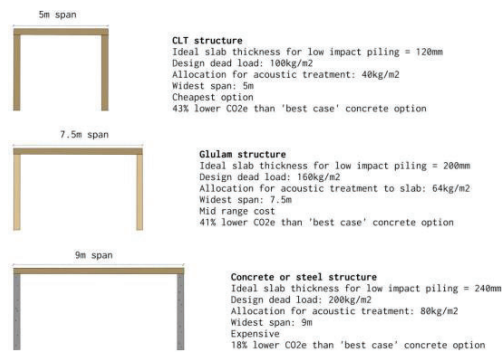 5m span
CLT structure
Ideal slab thickness for low impact piling = 120mm
Design dead load: 100kg/m2
Allocation for acoustic treatment: 40kg/m2
Widest span: 5m
Cheapest option
43% lower CO2e than 'best case' concrete option
7.5m span
Glulam structure
Ideal slab thickness for low impact piling = 200mm
Design dead load: 160kg/m2
Allocation for acoustic treatment to slab: 64kg/m2
Widest span: 7.5m
Mid range cost
41% lower CO2e than 'best case' concrete option
9m span
Concrete or steel structure
Ideal slab thickness for low impact piling = 240mm
Design dead load: 200kg/m2
Allocation for acoustic treatment: 80kg/m2
Widest span: 9m
Expensive
18% lower CO2e than 'best case' concrete option